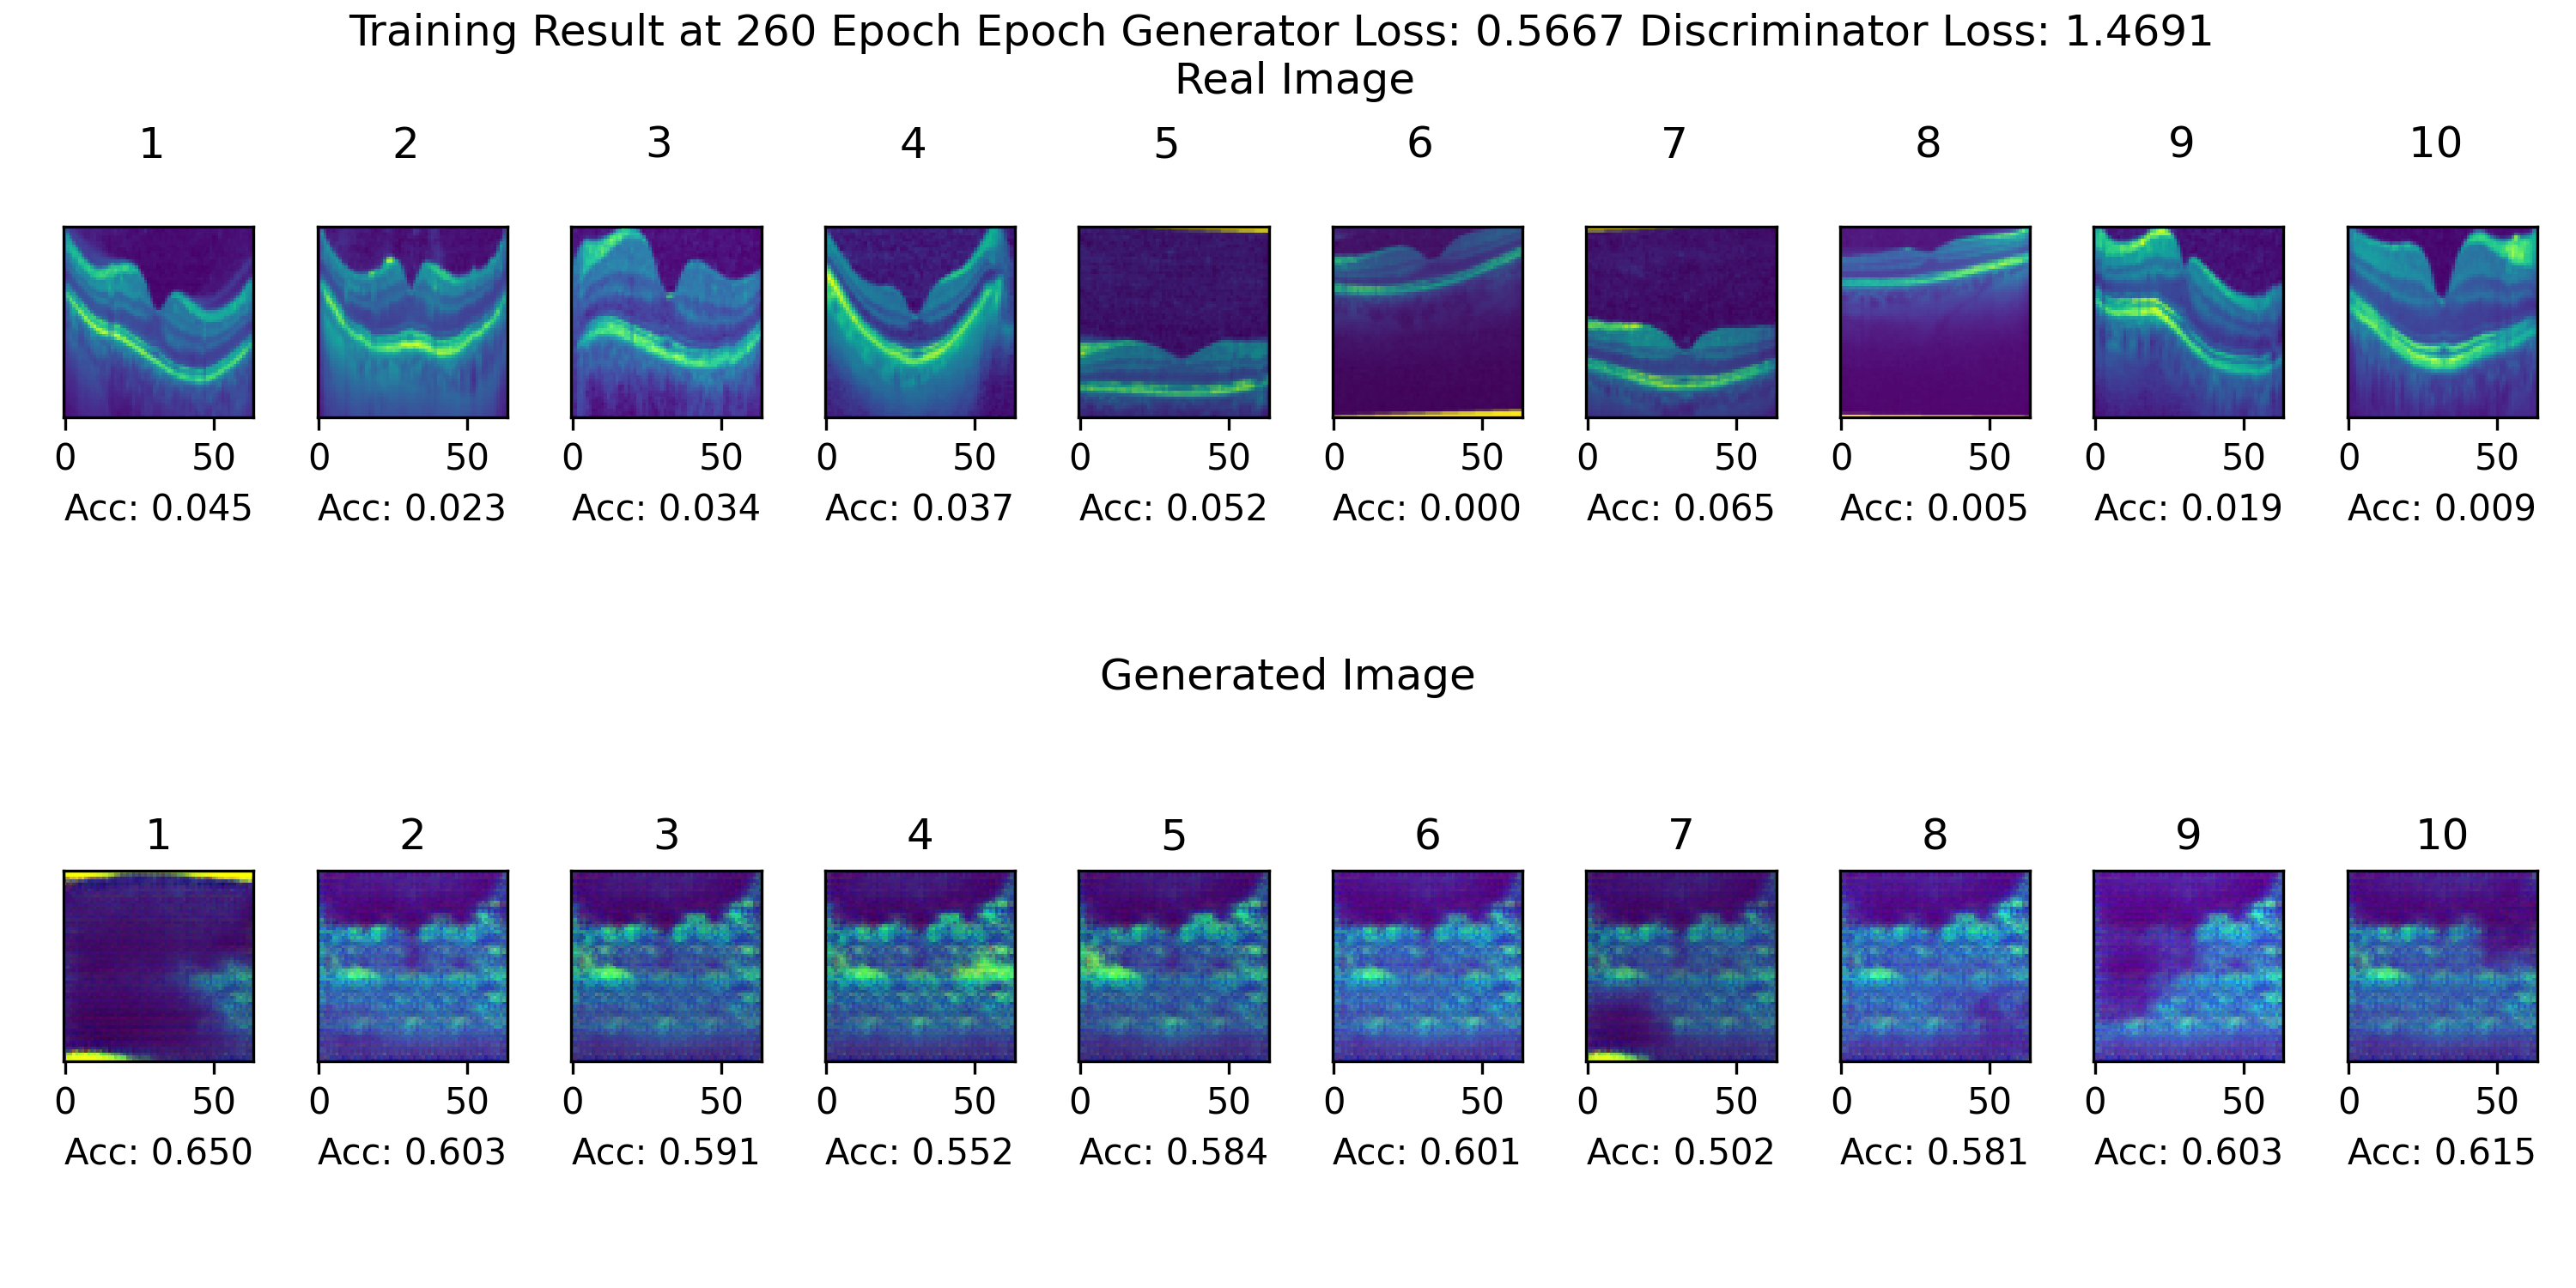 Training Result at 260 Epoch Epoch Generator Loss: 0.5667 Discriminator Loss: 1.4691
Real Image
1 2 3 4 5 6 7 8 9 10
0 50 0 50 0 50 0 50 0 50 0 50 0 50 0 50 0 50 0 50
Acc: 0.045 Acc: 0.023 Acc: 0.034 Acc: 0.037 Acc: 0.052 Acc: 0.000 Acc: 0.065 Acc: 0.005 Acc: 0.019 Acc: 0.009
Generated Image
1 2 3 4 5 6 7 8 9 10
0 50 0 50 0 50 0 50 0 50 0 50 0 50 0 50 0 50 0 50
Acc: 0.650 Acc: 0.603 Acc: 0.591 Acc: 0.552 Acc: 0.584 Acc: 0.601 Acc: 0.502 Acc: 0.581 Acc: 0.603 Acc: 0.615